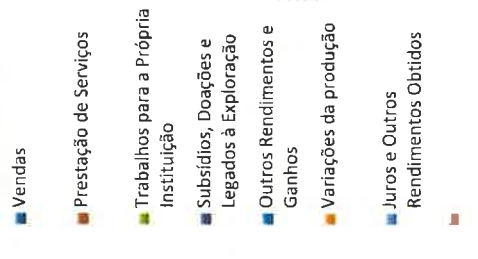 Vendas
Prestação de Serviços
Trabalhos para a Própria
Instituição
Subsídios, Doações e
Legados à Exploração
Outros Rendimentos e
Ganhos
Variações da produção
Juros e Outros
Rendimentos Obtidos